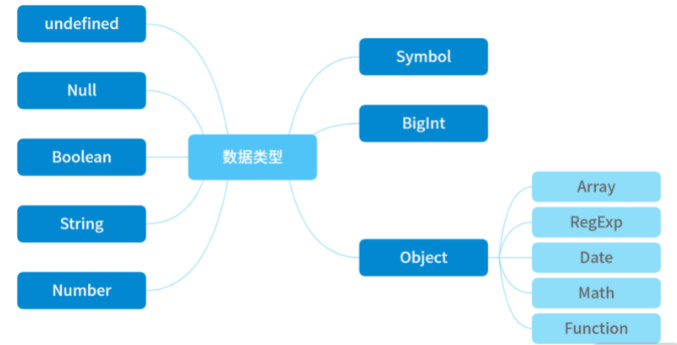 undefined
Null
Boolean
String
Number
数据类型
Symbol
BigInt
Object
Array
RegExp
Date
Math
Function